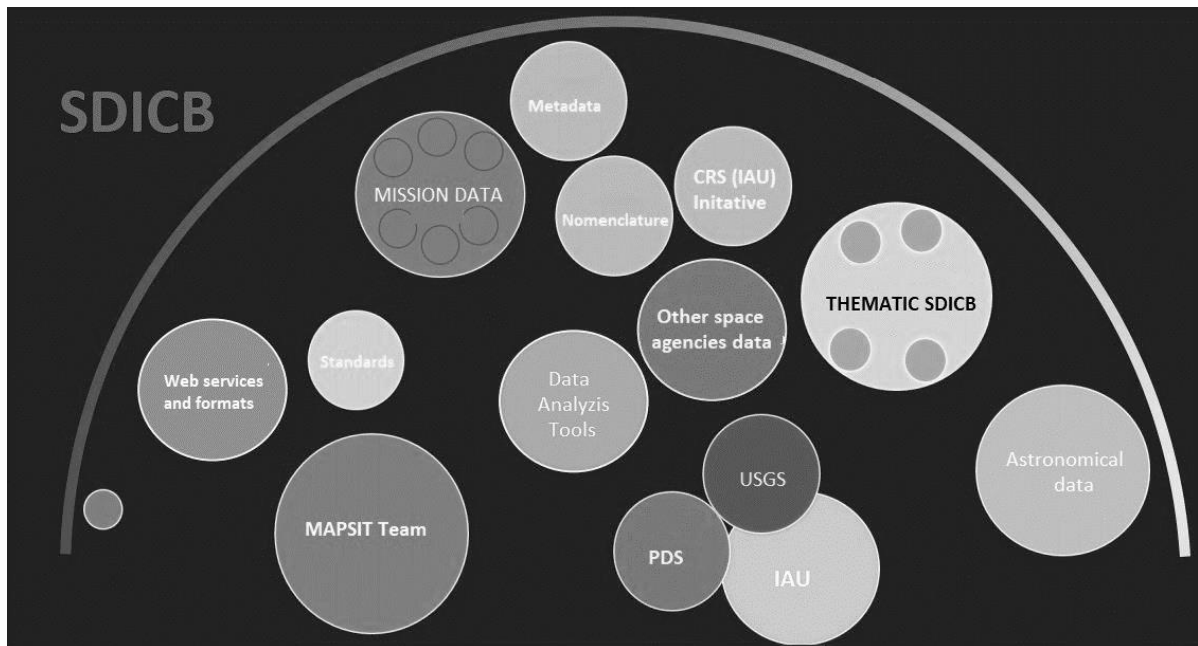 SDICB
Metadata
MISSION DATA
Nomenclature
CRS (IAU)
Initative
THEMATIC SDICB
Other space
agencies data
Standards
Web services
and formats
Data
Analyzis
Tools
Astronomical
data
USGS
MAPSIT Team
PDS
IAU